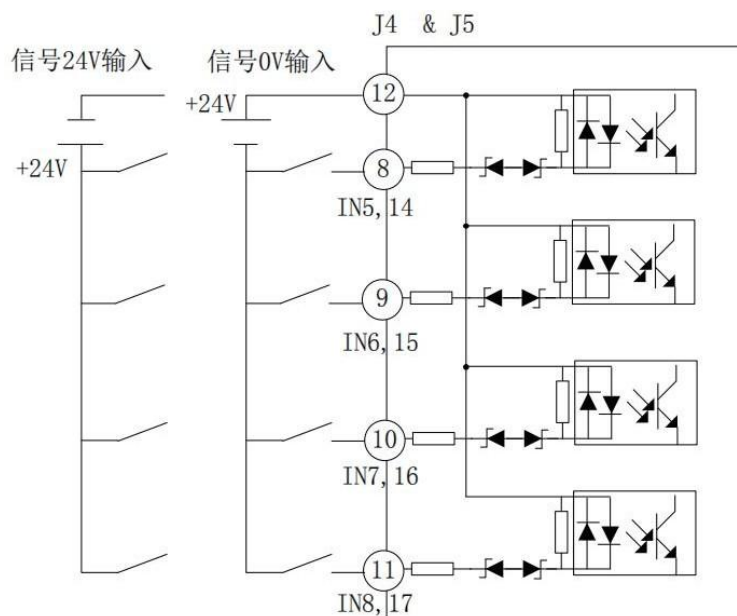 J4 & J5
信号24V输入
信号0V输入
+24V
12
+24V
8
IN5,14
9
IN6,15
10
IN7,16
11
IN8,17